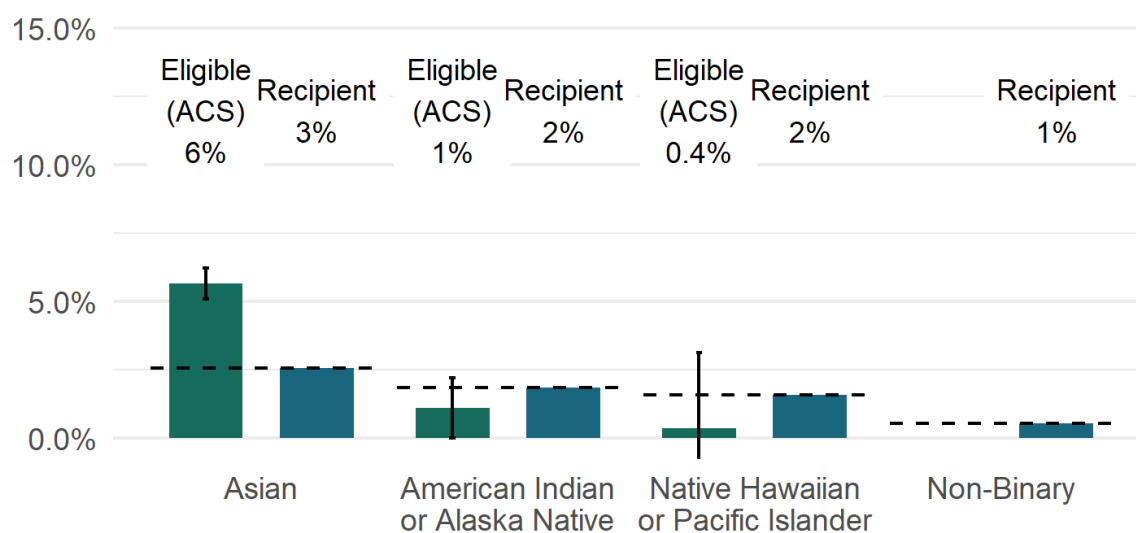 15.0%
10.0%
5.0%
0.0%
Eligible
(ACS)
6%
Recipient
3%
Eligible
(ACS)
1%
Recipient
2%
Eligible
(ACS)
0.4%
Recipient
2%
Recipient
1%
Asian
American Indian
or Alaska Native
Native Hawaiian
or Pacific Islander
Non-Binary